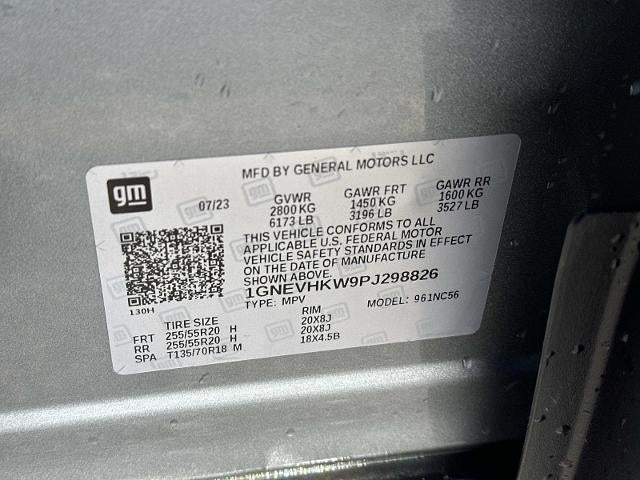 MFD BY GENERAL MOTORS LLC
gm
07/23
GVWR GAWR FRT GAWR RR
2800 KG 1450 KG 1600 KG
6173 LB 3196 LB 3527 LB
THIS VEHICLE CONFORMS TO ALL
APPLICABLE U.S. FEDERAL MOTOR
VEHICLE SAFETY STANDARDS IN EFFECT
ON THE DATE OF MANUFACTURE
SHOWN ABOVE.
1GNEVHKW9PJ298826
130H
TYPE: MPV MODEL: 961NC56
TIRE SIZE RIM
FRT 255/55R20 H 20X8J
RR 255/55R20 H 20X8J
SPA T135/70R18 M 18X4.5B